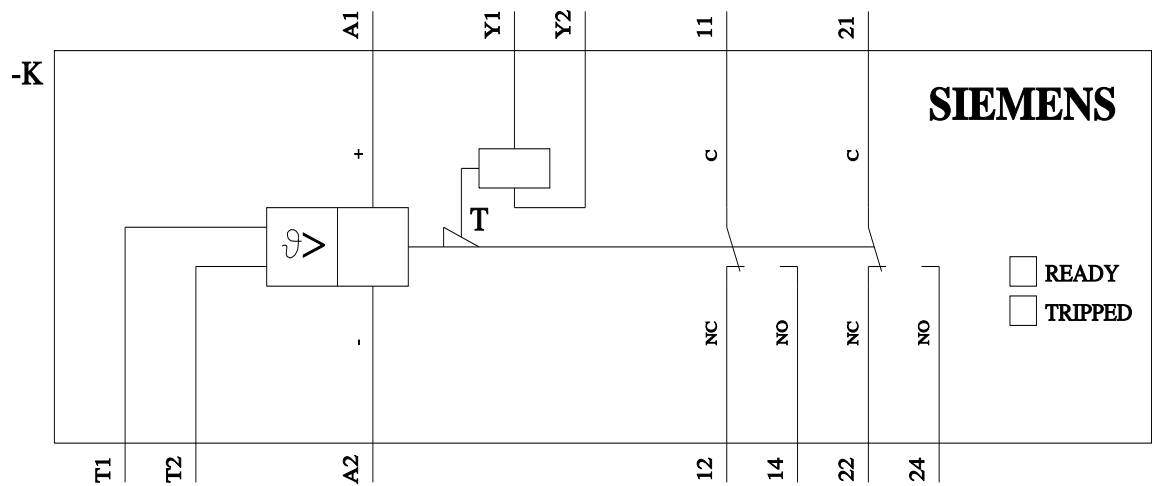 A1
Y1
Y2
11
21
-K
SIEMENS
+
C
C
T
ϑ>
READY
TRIPPED
-
NC
NO
NC
NO
T1
T2
A2
12
14
22
24